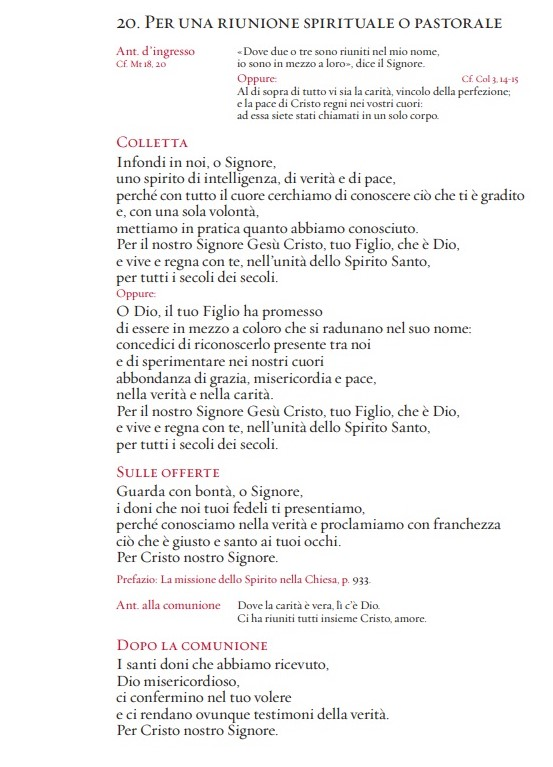 20. Per una riunione spirituale o pastorale
Ant. d'ingresso
Cf. Mt 18, 20
«Dove due o tre sono riuniti nel mio nome,
io sono in mezzo a loro», dice il Signore.
Oppure: Cf. Col 3, 14-15
Al di sopra di tutto vi sia la carità, vincolo della perfezione;
e la pace di Cristo regni nei vostri cuori:
ad essa siete stati chiamati in un solo corpo.
Colletta
Infondi in noi, o Signore,
uno spirito di intelligenza, di verità e di pace,
perché con tutto il cuore cerchiamo di conoscere ciò che ti è gradito
e, con una sola volontà,
mettiamo in pratica quanto abbiamo conosciuto.
Per il nostro Signore Gesù Cristo, tuo Figlio, che è Dio,
e vive e regna con te, nell'unità dello Spirito Santo,
per tutti i secoli dei secoli.
Oppure:
O Dio, il tuo Figlio ha promesso
di essere in mezzo a coloro che si radunano nel suo nome:
concedici di riconoscerlo presente tra noi
e di sperimentare nei nostri cuori
abbondanza di grazia, misericordia e pace,
nella verità e nella carità.
Per il nostro Signore Gesù Cristo, tuo Figlio, che è Dio,
e vive e regna con te, nell'unità dello Spirito Santo,
per tutti i secoli dei secoli.
Sulle offerte
Guarda con bontà, o Signore,
i doni che noi tuoi fedeli ti presentiamo,
perché conosciamo nella verità e proclamiamo con franchezza
ciò che è giusto e santo ai tuoi occhi.
Per Cristo nostro Signore.
Prefazio: La missione dello Spirito nella Chiesa, p. 933.
Ant. alla comunione
Dove la carità è vera, lì c'è Dio.
Ci ha riuniti tutti insieme Cristo, amore.
Dopo la comunione
I santi doni che abbiamo ricevuto,
Dio misericordioso,
ci confermino nel tuo volere
e ci rendano ovunque testimoni della verità.
Per Cristo nostro Signore.